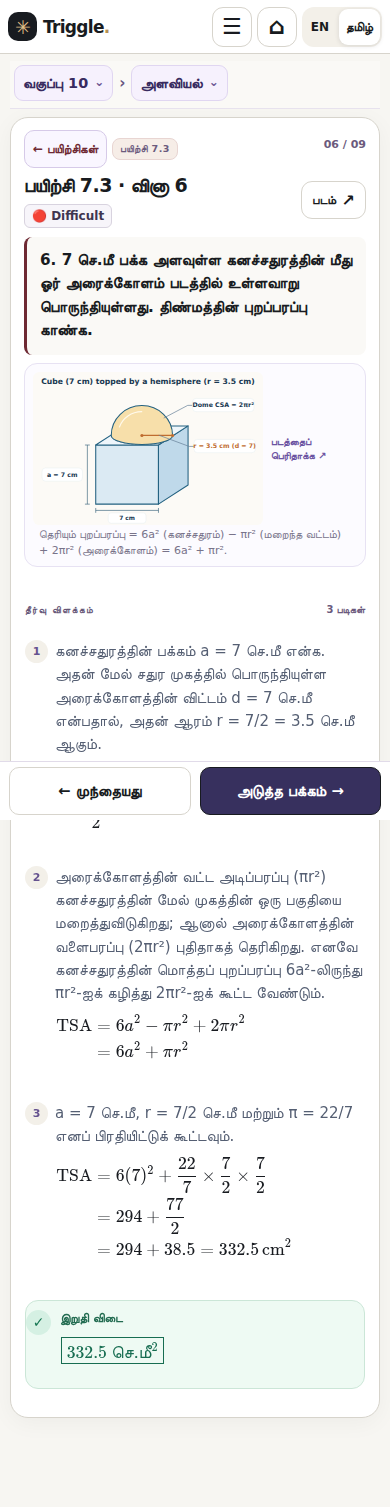 Triggle.
☰ ⌂ EN தமிழ்
வகுப்பு 10 ⌄ › அளவியல் ⌄
← பயிற்சிகள் பயிற்சி 7.3 06 / 09
பயிற்சி 7.3 · வினா 6
🔴 Difficult
படம் ↗
6. 7 செ.மீ பக்க அளவுள்ள கனச்சதுரத்தின் மீது
ஓர் அரைக்கோளம் படத்தில் உள்ளவாறு
பொருந்தியுள்ளது. திண்மத்தின் புறப்பரப்பு
காண்க.
Cube (7 cm) topped by a hemisphere (r = 3.5 cm)
Dome CSA = 2πr²
r = 3.5 cm (d = 7)
a = 7 cm
7 cm
படத்தைப்
பெரிதாக்க ↗
தெரியும் புறப்பரப்பு = 6a² (கனச்சதுரம்) − πr² (மறைந்த வட்டம்)
+ 2πr² (அரைக்கோளம்) = 6a² + πr².
தீர்வு விளக்கம் 3 படிகள்
1 கனச்சதுரத்தின் பக்கம் a = 7 செ.மீ என்க.
அதன் மேல் சதுர முகத்தில் பொருந்தியுள்ள
அரைக்கோளத்தின் விட்டம் d = 7 செ.மீ
என்பதால், அதன் ஆரம் r = 7/2 = 3.5 செ.மீ
ஆகும்.
← முந்தையது அடுத்த பக்கம் →
2
2 அரைக்கோளத்தின் வட்ட அடிப்பரப்பு (πr²)
கனச்சதுரத்தின் மேல் முகத்தின் ஒரு பகுதியை
மறைத்துவிடுகிறது; ஆனால் அரைக்கோளத்தின்
வளைபரப்பு (2πr²) புதிதாகத் தெரிகிறது. எனவே
கனச்சதுரத்தின் மொத்தப் புறப்பரப்பு 6a²-லிருந்து
πr²-ஐக் கழித்து 2πr²-ஐக் கூட்ட வேண்டும்.
TSA = 6a² − πr² + 2πr²
= 6a² + πr²
3 a = 7 செ.மீ, r = 7/2 செ.மீ மற்றும் π = 22/7
எனப் பிரதியிட்டுக் கூட்டவும்.
TSA = 6(7)² + 22/7 × 7/2 × 7/2
= 294 + 77/2
= 294 + 38.5 = 332.5 cm²
✓ இறுதி விடை
332.5 செ.மீ²